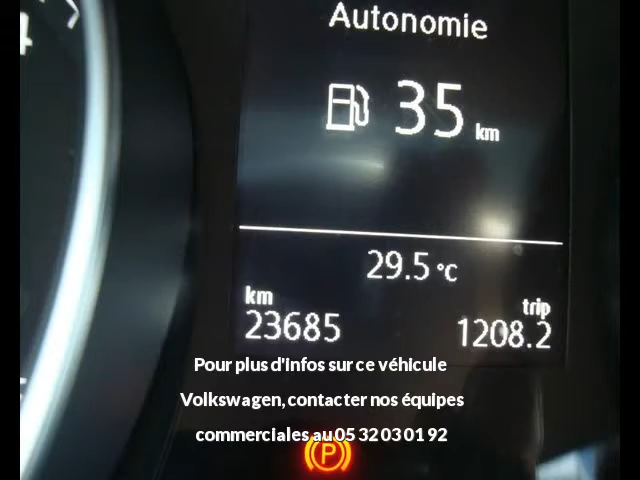 Autonomie
35 km
29.5 °C
km trip
23685 1208.2
Pour plus d'infos sur ce véhicule
Volkswagen, contacter nos équipes
commerciales au 05 32 03 01 92
P